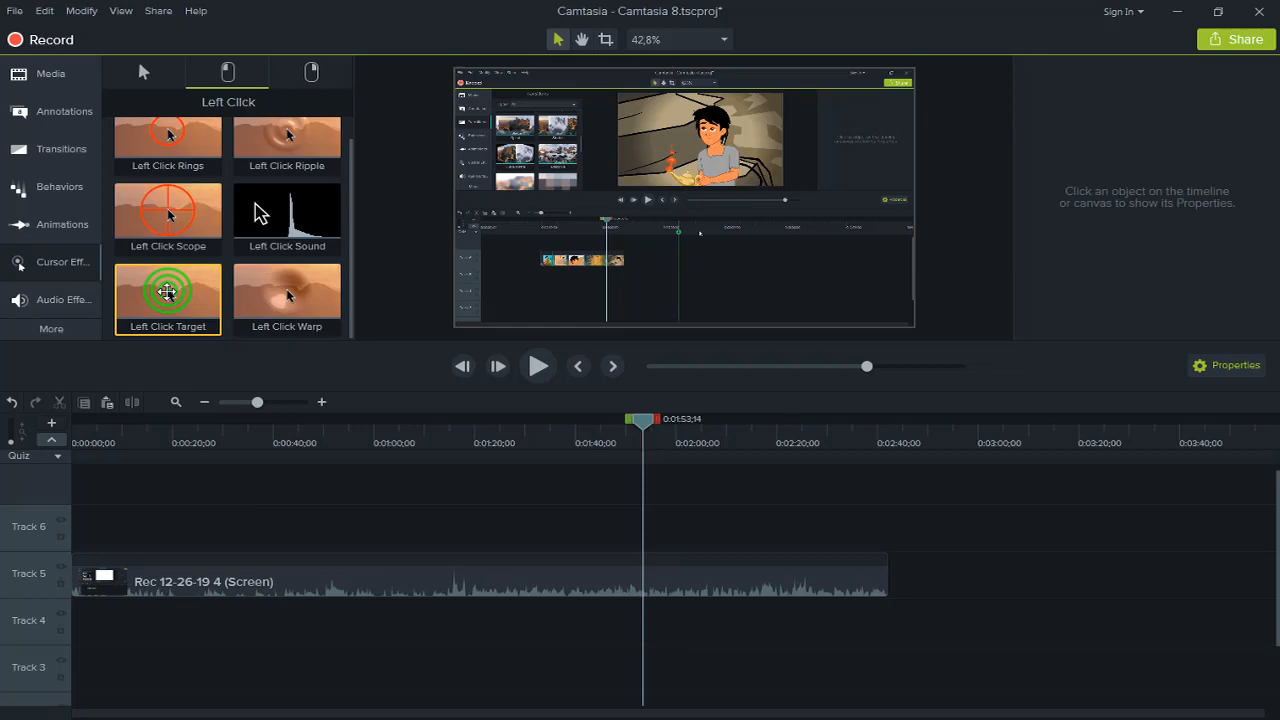 File Edit Modify View Share Help
Camtasia - Camtasia 8.tscproj*
Sign In
Record
42,8%
Share
Media
Annotations
Transitions
Behaviors
Animations
Cursor Eff...
Audio Effe...
More
Left Click
Left Click Rings
Left Click Ripple
Left Click Scope
Left Click Sound
Left Click Target
Left Click Warp
Click an object on the timeline
or canvas to show its Properties.
Properties
0:01:53;14
0:00:00;00 0:00:20;00 0:00:40;00 0:01:00;00 0:01:20;00 0:01:40;00 0:02:00;00 0:02:20;00 0:02:40;00 0:03:00;00 0:03:20;00 0:03:40;00
Quiz
Track 6
Track 5
Rec 12-26-19 4 (Screen)
Track 4
Track 3